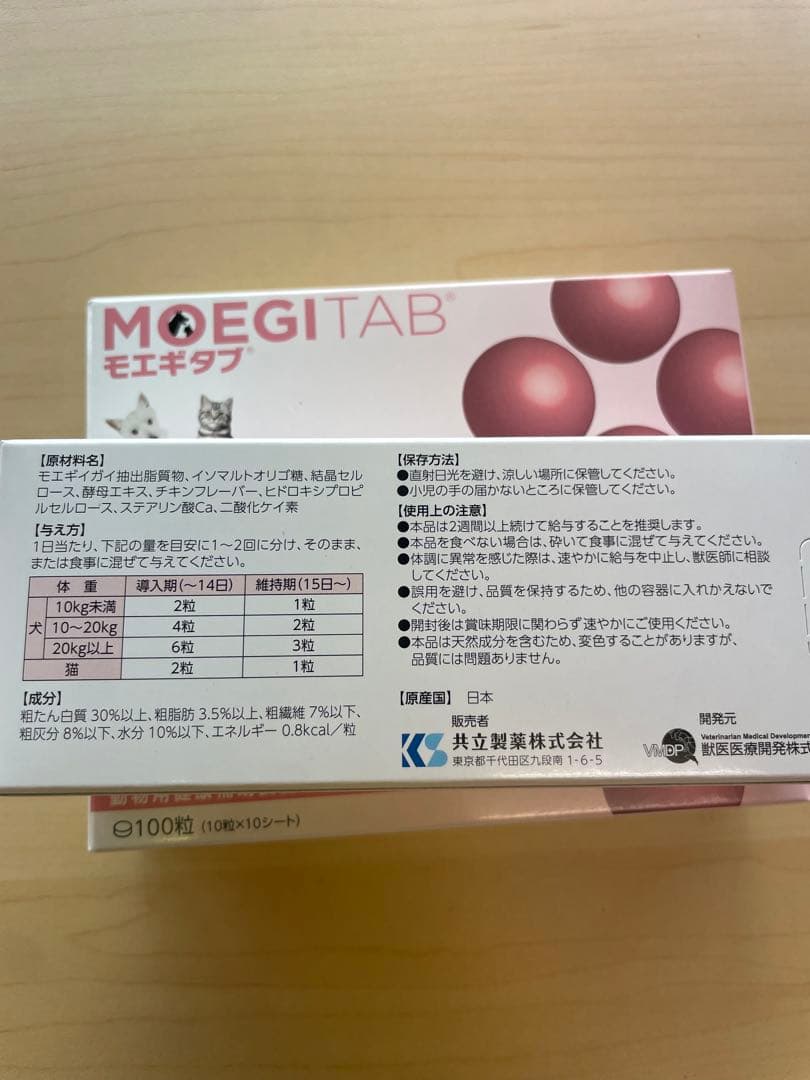 MOEGITAB®
モエギタブ®
【原材料名】
モエギイガイ抽出脂質物、イソマルトオリゴ糖、結晶セル
ロース、酵母エキス、チキンフレーバー、ヒドロキシプロピ
ルセルロース、ステアリン酸Ca、二酸化ケイ素
【与え方】
1日当たり、下記の量を目安に1〜2回に分け、そのまま、
または食事に混ぜて与えてください。
体 重 導入期(〜14日) 維持期(15日〜)
犬 10kg未満 2粒 1粒
10〜20kg 4粒 2粒
20kg以上 6粒 3粒
猫 2粒 1粒
【成分】
粗たん白質 30%以上、粗脂肪 3.5%以上、粗繊維 7%以下、
粗灰分 8%以下、水分 10%以下、エネルギー 0.8kcal/粒
【保存方法】
●直射日光を避け、涼しい場所に保管してください。
●小児の手の届かないところに保管してください。
【使用上の注意】
●本品は2週間以上続けて給与することを推奨します。
●本品を食べない場合は、砕いて食事に混ぜて与えてください。
●体調に異常を感じた際は、速やかに給与を中止し、獣医師に相談
してください。
●誤用を避け、品質を保持するため、他の容器に入れかえないで
ください。
●開封後は賞味期限に関わらず速やかにご使用ください。
●本品は天然成分を含むため、変色することがありますが、
品質には問題ありません。
【原産国】 日本
販売者
KS 共立製薬株式会社
東京都千代田区九段南 1-6-5
開発元
VMDP Veterinarian Medical Development
獣医医療開発株式
100粒 (10粒×10シート)